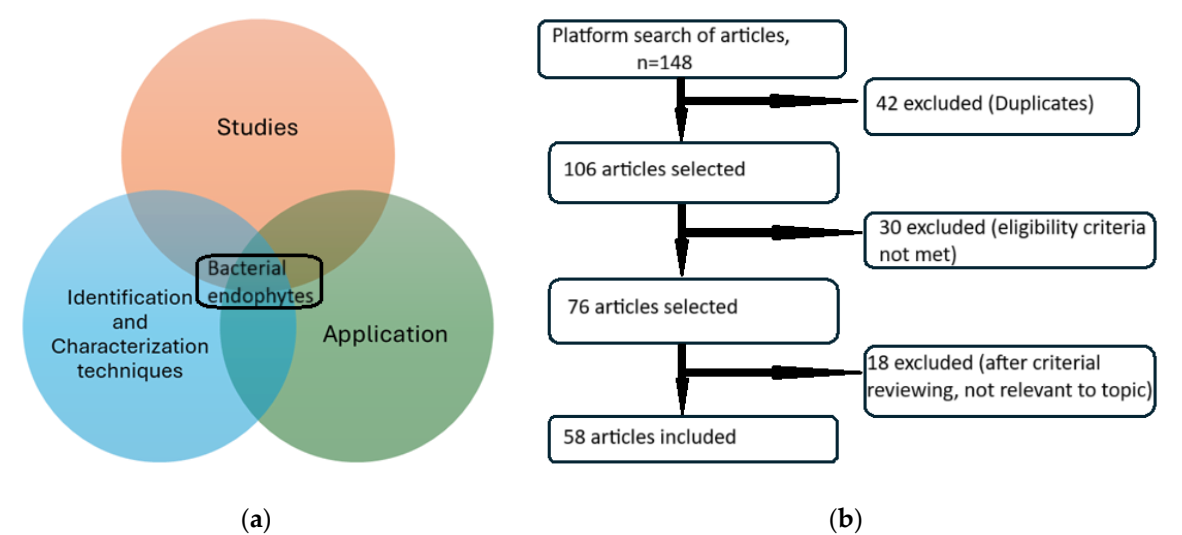 Studies
Bacterial
endophytes
Identification
and
Characterization
techniques
Application
(a)
Platform search of articles,
n=148
42 excluded (Duplicates)
106 articles selected
30 excluded (eligibility criteria
not met)
76 articles selected
18 excluded (after criterial
reviewing, not relevant to topic)
58 articles included
(b)